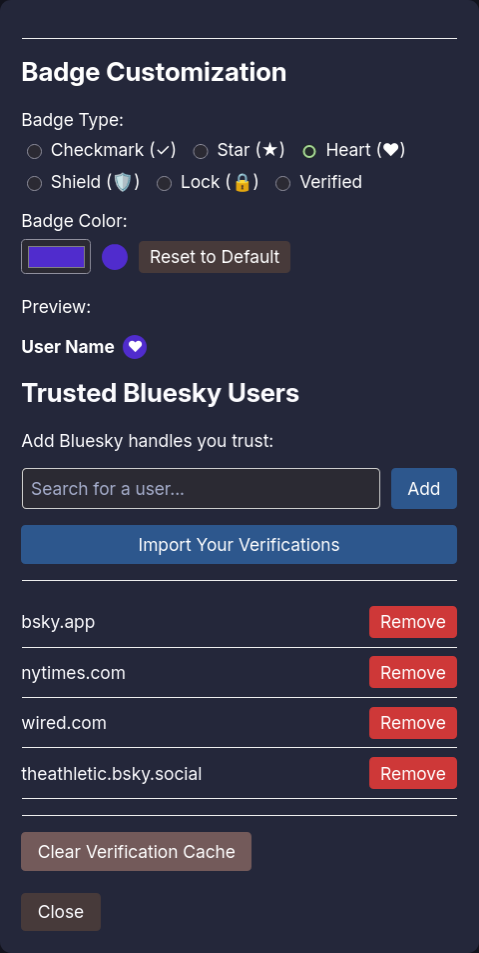 Badge Customization
Badge Type:
Checkmark (✓) Star (★) Heart (♥)
Shield (🛡️) Lock (🔒) Verified
Badge Color:
Reset to Default
Preview:
User Name ♥
Trusted Bluesky Users
Add Bluesky handles you trust:
Search for a user... Add
Import Your Verifications
bsky.app Remove
nytimes.com Remove
wired.com Remove
theathletic.bsky.social Remove
Clear Verification Cache
Close